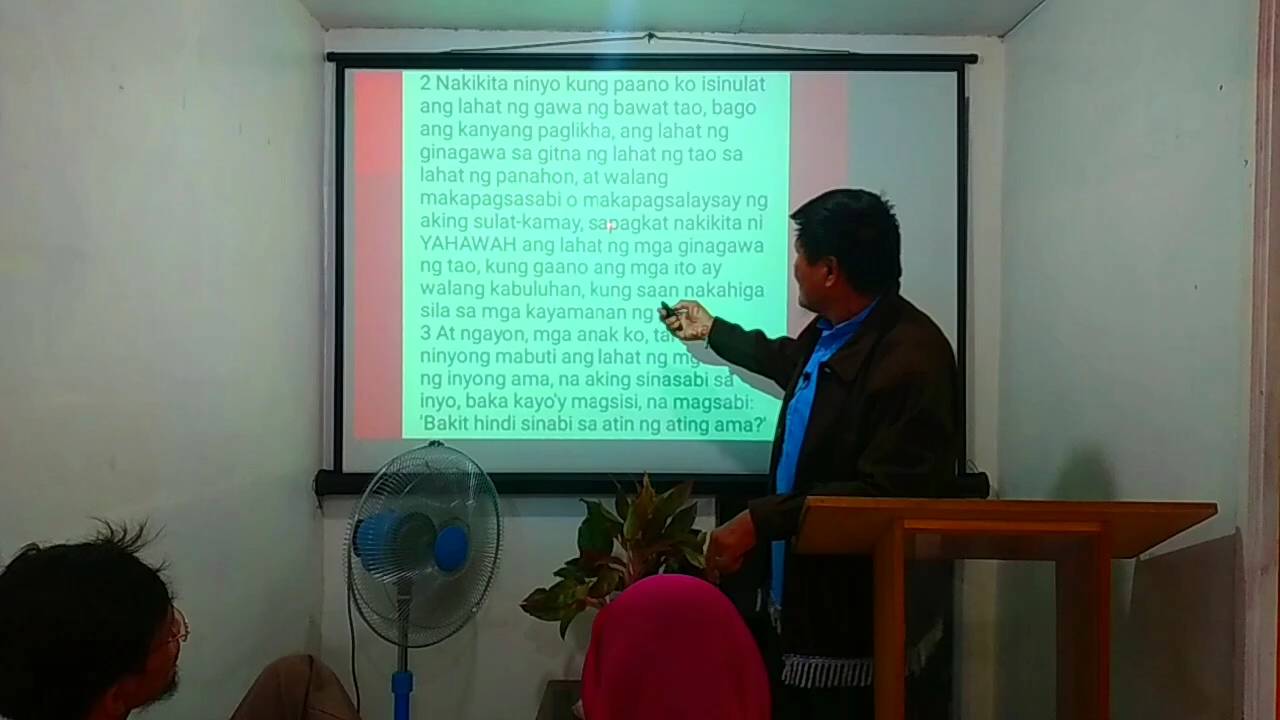 2 Nakikita ninyo kung paano ko isinulat
ang lahat ng gawa ng bawat tao, bago
ang kanyang paglikha, ang lahat ng
ginagawa sa gitna ng lahat ng tao sa
lahat ng panahon, at walang
makapagsasabi o makapagsalaysay ng
aking sulat-kamay, sapagkat nakikita ni
YAHAWAH ang lahat ng mga ginagawa
ng tao, kung gaano ang mga ito ay
walang kabuluhan, kung saan nakahiga
sila sa mga kayamanan ng
3 At ngayon, mga anak ko,
ninyong mabuti ang lahat ng
ng inyong ama, na aking sinasabi sa
inyo, baka kayo'y magsisi, na magsabi:
'Bakit hindi sinabi sa atin ng ating ama?'